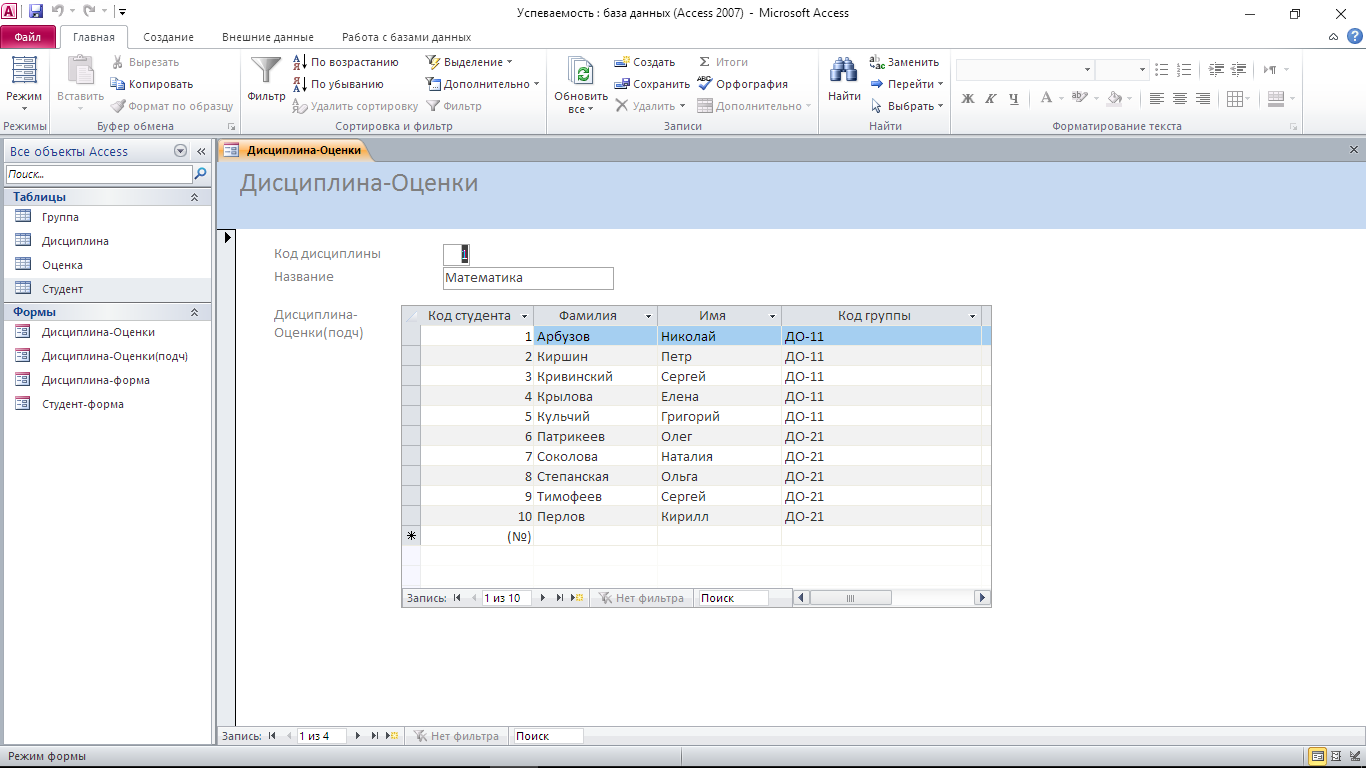 Успеваемость : база данных (Access 2007) - Microsoft Access
Файл Главная Создание Внешние данные Работа с базами данных
Режим
Режимы
Вставить
Вырезать
Копировать
Формат по образцу
Буфер обмена
Фильтр
По возрастанию
По убыванию
Удалить сортировку
Выделение
Дополнительно
Фильтр
Сортировка и фильтр
Обновить
все
Создать
Сохранить
Удалить
Итоги
Орфография
Дополнительно
Записи
Найти
Заменить
Перейти
Выбрать
Найти
Ж К Ч А
Форматирование текста
Все объекты Access
Поиск...
Таблицы
Группа
Дисциплина
Оценка
Студент
Формы
Дисциплина-Оценки
Дисциплина-Оценки(подч)
Дисциплина-форма
Студент-форма
Дисциплина-Оценки
Дисциплина-Оценки
Код дисциплины 1
Название Математика
Дисциплина-
Оценки(подч)
Код студента Фамилия Имя Код группы
1 Арбузов Николай ДО-11
2 Киршин Петр ДО-11
3 Кривинский Сергей ДО-11
4 Крылова Елена ДО-11
5 Кульчий Григорий ДО-11
6 Патрикеев Олег ДО-21
7 Соколова Наталия ДО-21
8 Степанская Ольга ДО-21
9 Тимофеев Сергей ДО-21
10 Перлов Кирилл ДО-21
(№)
Запись: 1 из 10 Нет фильтра Поиск
Запись: 1 из 4 Нет фильтра Поиск
Режим формы